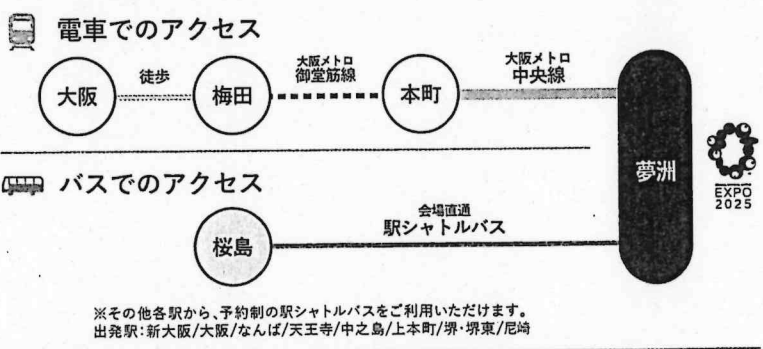 電車でのアクセス
大阪
徒歩
梅田
大阪メトロ
御堂筋線
本町
大阪メトロ
中央線
夢洲
EXPO
2025
バスでのアクセス
桜島
会場直通
駅シャトルバス
※その他各駅から、予約制の駅シャトルバスをご利用いただけます。
出発駅:新大阪/大阪/なんば/天王寺/中之島/上本町/堺・堺東/尼崎